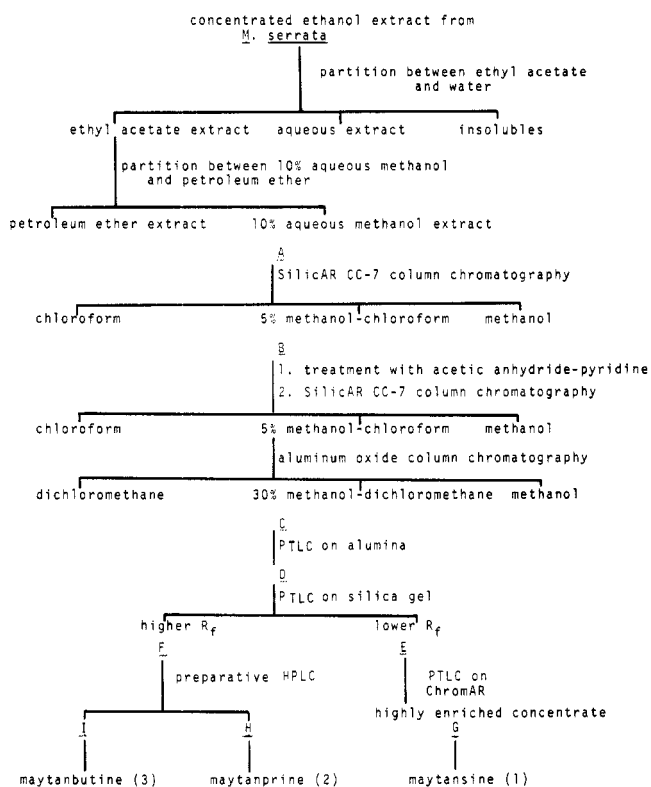 concentrated ethanol extract from
M. serrata
partition between ethyl acetate
and water
ethyl acetate extract aqueous extract insolubles
partition between 10% aqueous methanol
and petroleum ether
petroleum ether extract 10% aqueous methanol extract
A
SilicAR CC-7 column chromatography
chloroform 5% methanol-chloroform methanol
B
1. treatment with acetic anhydride-pyridine
2. SilicAR CC-7 column chromatography
chloroform 5% methanol-chloroform methanol
aluminum oxide column chromatography
dichloromethane 30% methanol-dichloromethane methanol
C
PTLC on alumina
D
PTLC on silica gel
higher Rf lower Rf
F E
preparative HPLC PTLC on
ChromAR
highly enriched concentrate
I H G
maytanbutine (3) maytanprine (2) maytansine (1)